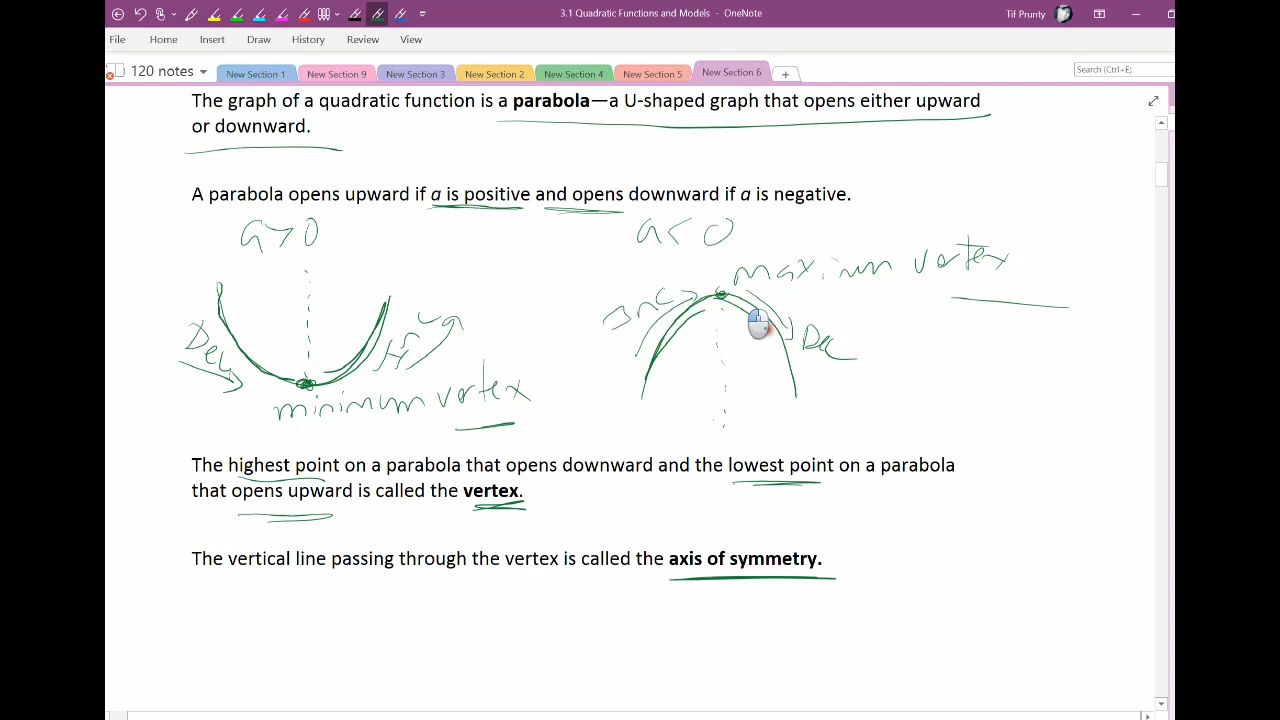 3.1 Quadratic Functions and Models - OneNote
Tif Prunty
File Home Insert Draw History Review View
120 notes New Section 1 New Section 9 New Section 3 New Section 2 New Section 4 New Section 5 New Section 6
Search (Ctrl+E)
The graph of a quadratic function is a parabola—a U-shaped graph that opens either upward
or downward.
A parabola opens upward if a is positive and opens downward if a is negative.
a > 0
a < 0
maximum vertex
Inc
Dec
Dec
Inc
minimum vertex
The highest point on a parabola that opens downward and the lowest point on a parabola
that opens upward is called the vertex.
The vertical line passing through the vertex is called the axis of symmetry.